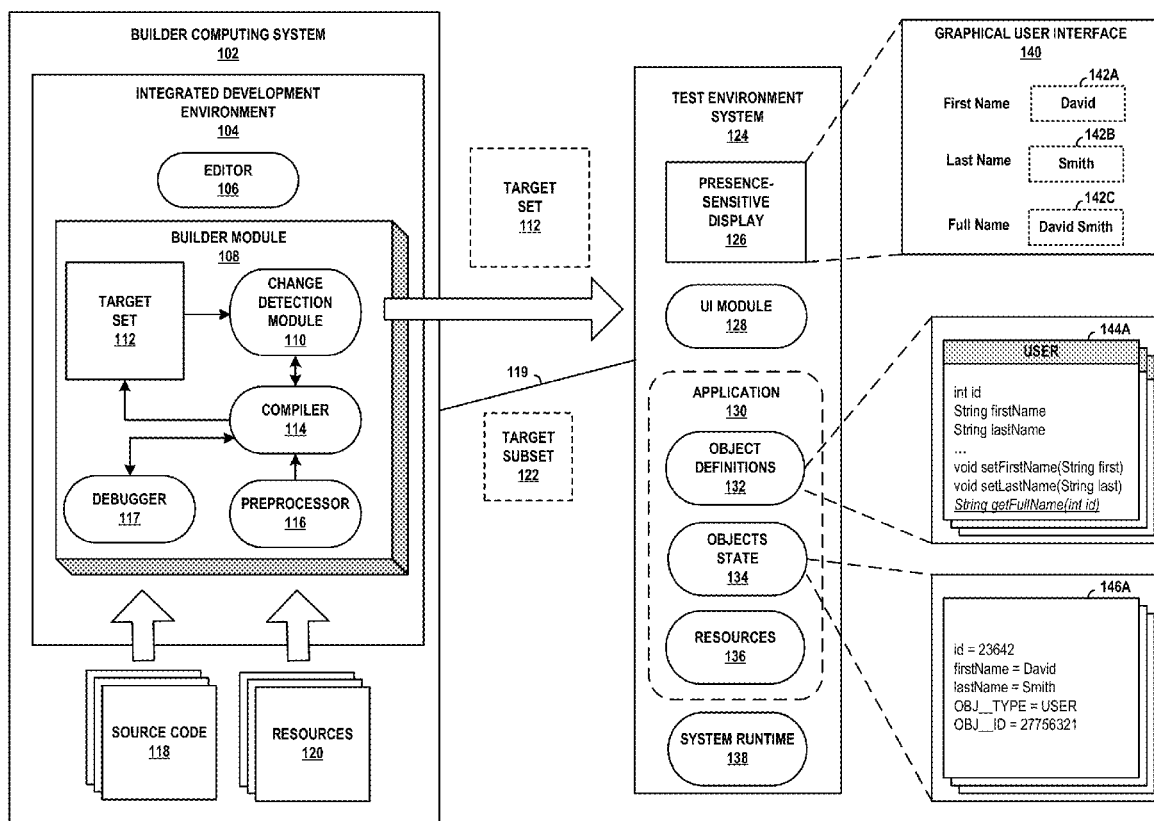 BUILDER COMPUTING SYSTEM
102
INTEGRATED DEVELOPMENT
ENVIRONMENT
104
EDITOR
106
BUILDER MODULE
108
TARGET
SET
112
CHANGE
DETECTION
MODULE
110
COMPILER
114
DEBUGGER
117
PREPROCESSOR
116
SOURCE CODE
118
RESOURCES
120
TARGET
SET
112
119
TARGET
SUBSET
122
TEST ENVIRONMENT
SYSTEM
124
PRESENCE-
SENSITIVE
DISPLAY
126
UI MODULE
128
APPLICATION
130
OBJECT
DEFINITIONS
132
OBJECTS
STATE
134
RESOURCES
136
SYSTEM RUNTIME
138
GRAPHICAL USER INTERFACE
140
142A
First Name David
142B
Last Name Smith
142C
Full Name David Smith
144A
USER
int id
String firstName
String lastName
...
void setFirstName(String first)
void setLastName(String last)
String getFullName(int id)
146A
id = 23642
firstName = David
lastName = Smith
OBJ__TYPE = USER
OBJ__ID = 27756321